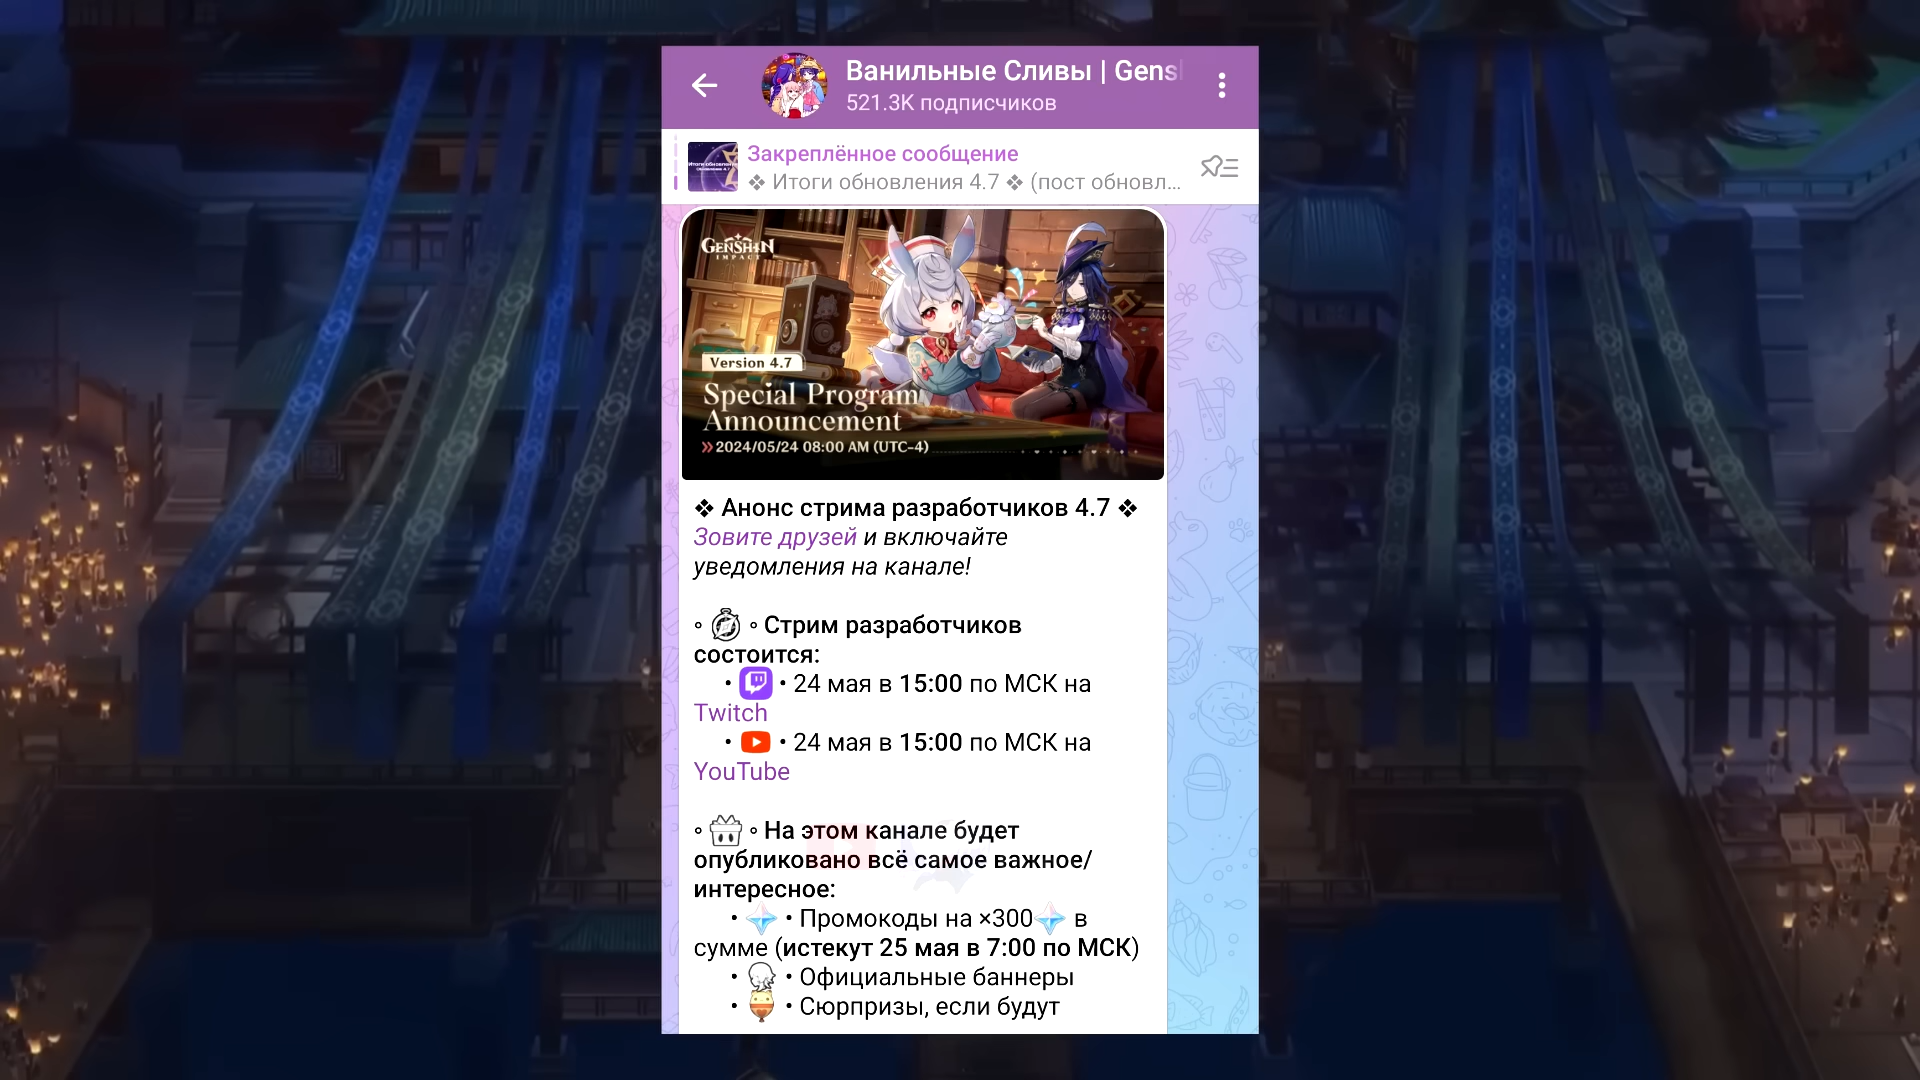 Ванильные Сливы | Gens
521.3K подписчиков
Закреплённое сообщение
❖ Итоги обновления 4.7 ❖ (пост обновл...
GENSHIN
IMPACT
Version 4.7
Special Program
Announcement
2024/05/24 08:00 AM (UTC-4)
❖ Анонс стрима разработчиков 4.7 ❖
Зовите друзей и включайте
уведомления на канале!
◦ ◦ Стрим разработчиков
состоится:
• • 24 мая в 15:00 по МСК на
Twitch
• • 24 мая в 15:00 по МСК на
YouTube
◦ ◦ На этом канале будет
опубликовано всё самое важное/
интересное:
• • Промокоды на ×300 в
сумме (истекут 25 мая в 7:00 по МСК)
• • Официальные баннеры
• • Сюрпризы, если будут